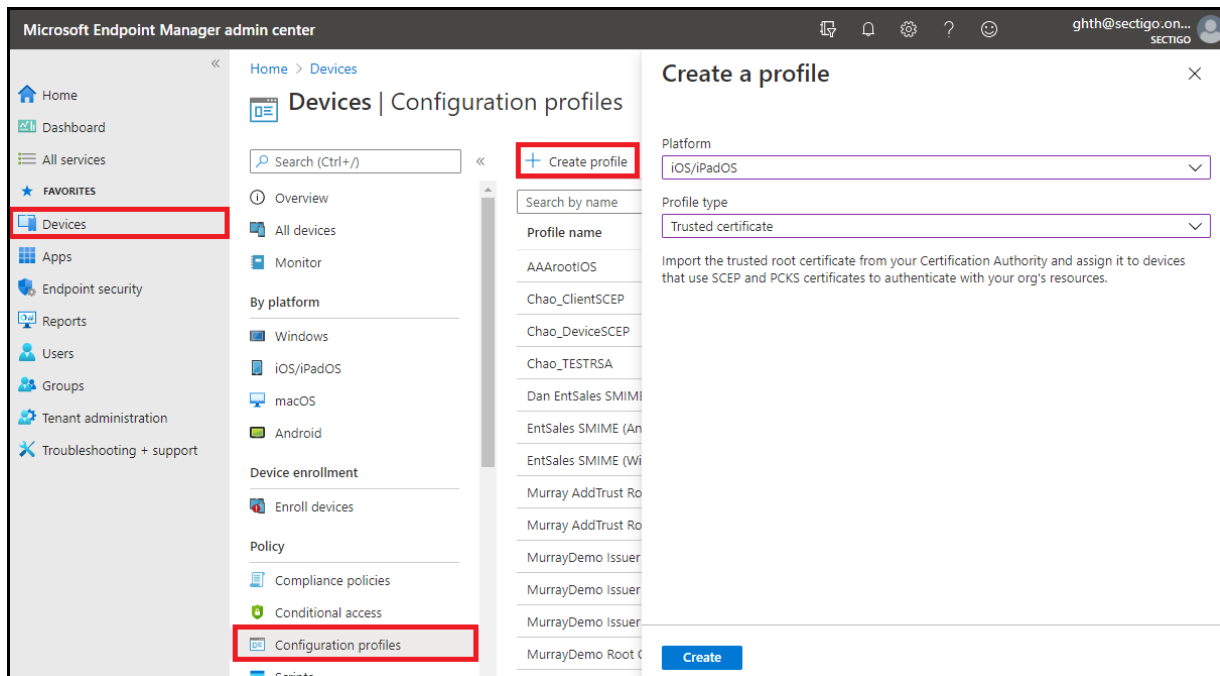 Microsoft Endpoint Manager admin center
ghth@sectigo.on...
SECTIGO
Home
Dashboard
All services
FAVORITES
Devices
Apps
Endpoint security
Reports
Users
Groups
Tenant administration
Troubleshooting + support
Home > Devices
Devices | Configuration profiles
Search (Ctrl+/)
Overview
All devices
Monitor
By platform
Windows
iOS/iPadOS
macOS
Android
Device enrollment
Enroll devices
Policy
Compliance policies
Conditional access
Configuration profiles
Scripts
+ Create profile
Search by name
Profile name
AAArootIOS
Chao_ClientSCEP
Chao_DeviceSCEP
Chao_TESTRSA
Dan EntSales SMIME
EntSales SMIME (An
EntSales SMIME (Wi
Murray AddTrust Ro
Murray AddTrust Ro
MurrayDemo Issuer
MurrayDemo Issuer
MurrayDemo Issuer
MurrayDemo Root C
Create a profile
Platform
iOS/iPadOS
Profile type
Trusted certificate
Import the trusted root certificate from your Certification Authority and assign it to devices
that use SCEP and PCKS certificates to authenticate with your org's resources.
Create